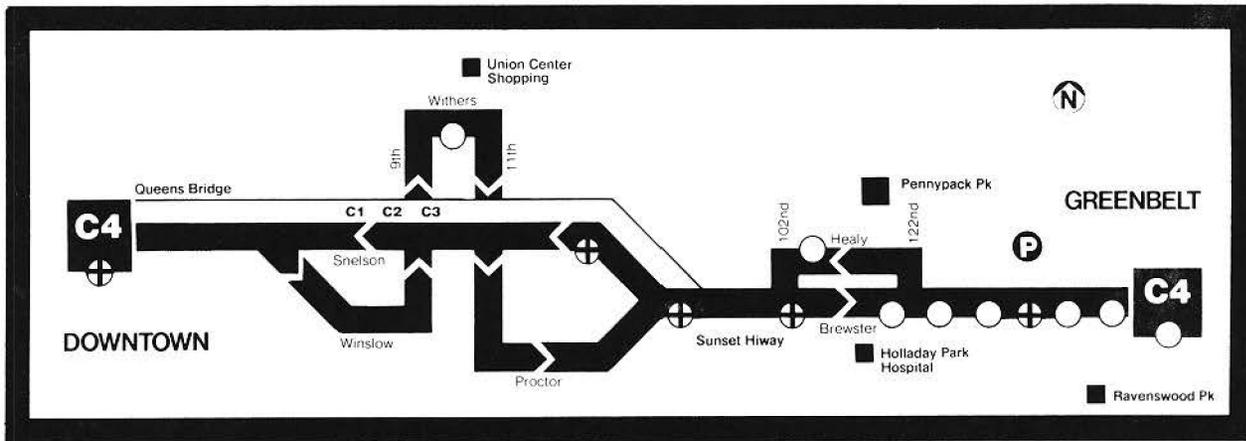 Union Center
Shopping
Withers
N
9th
11th
Queens Bridge
Pennypack Pk
GREENBELT
C4
C1 C2 C3
102nd
122nd
Healy
P
Snelson
C4
DOWNTOWN
Winslow
Sunset Hiway
Brewster
Proctor
Holladay Park
Hospital
Ravenswood Pk